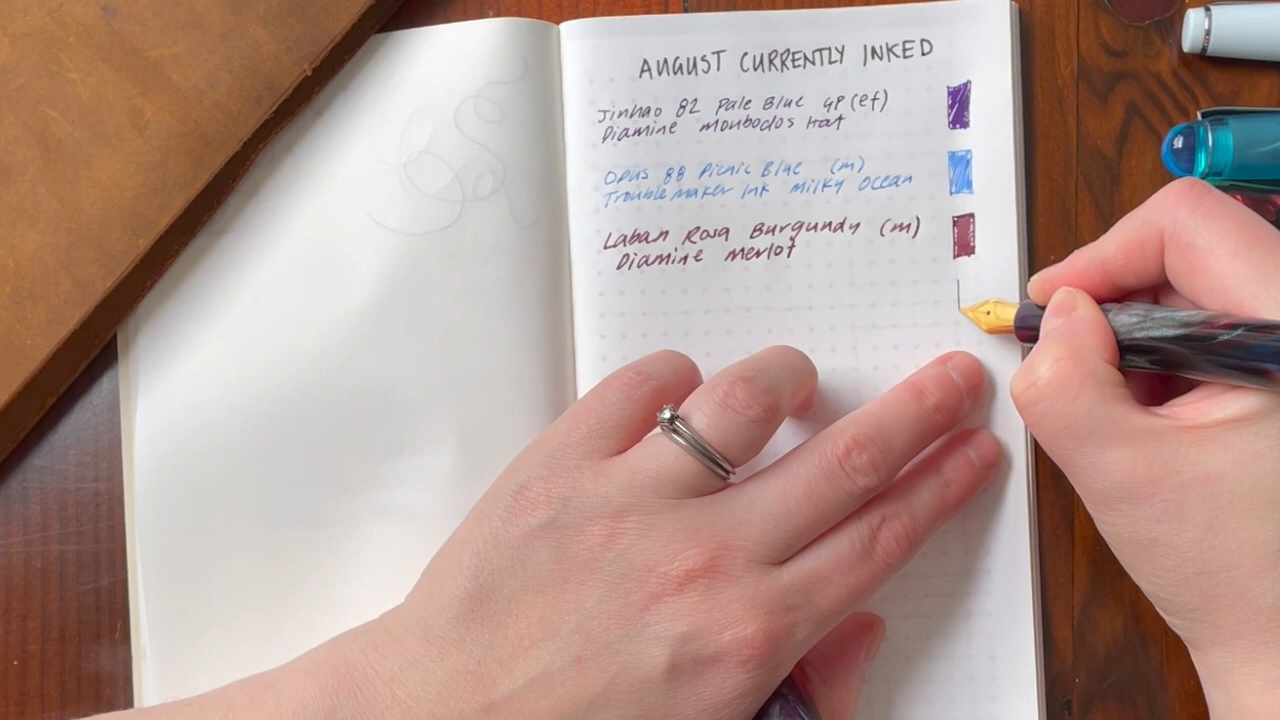 AUGUST CURRENTLY INKED
Jinhao 82 Pale Blue GP (ef)
Diamine Monboddos Hat
Opus 88 Picnic Blue (m)
Troublemaker Ink Milky Ocean
Laban Rosa Burgundy (m)
Diamine Merlot